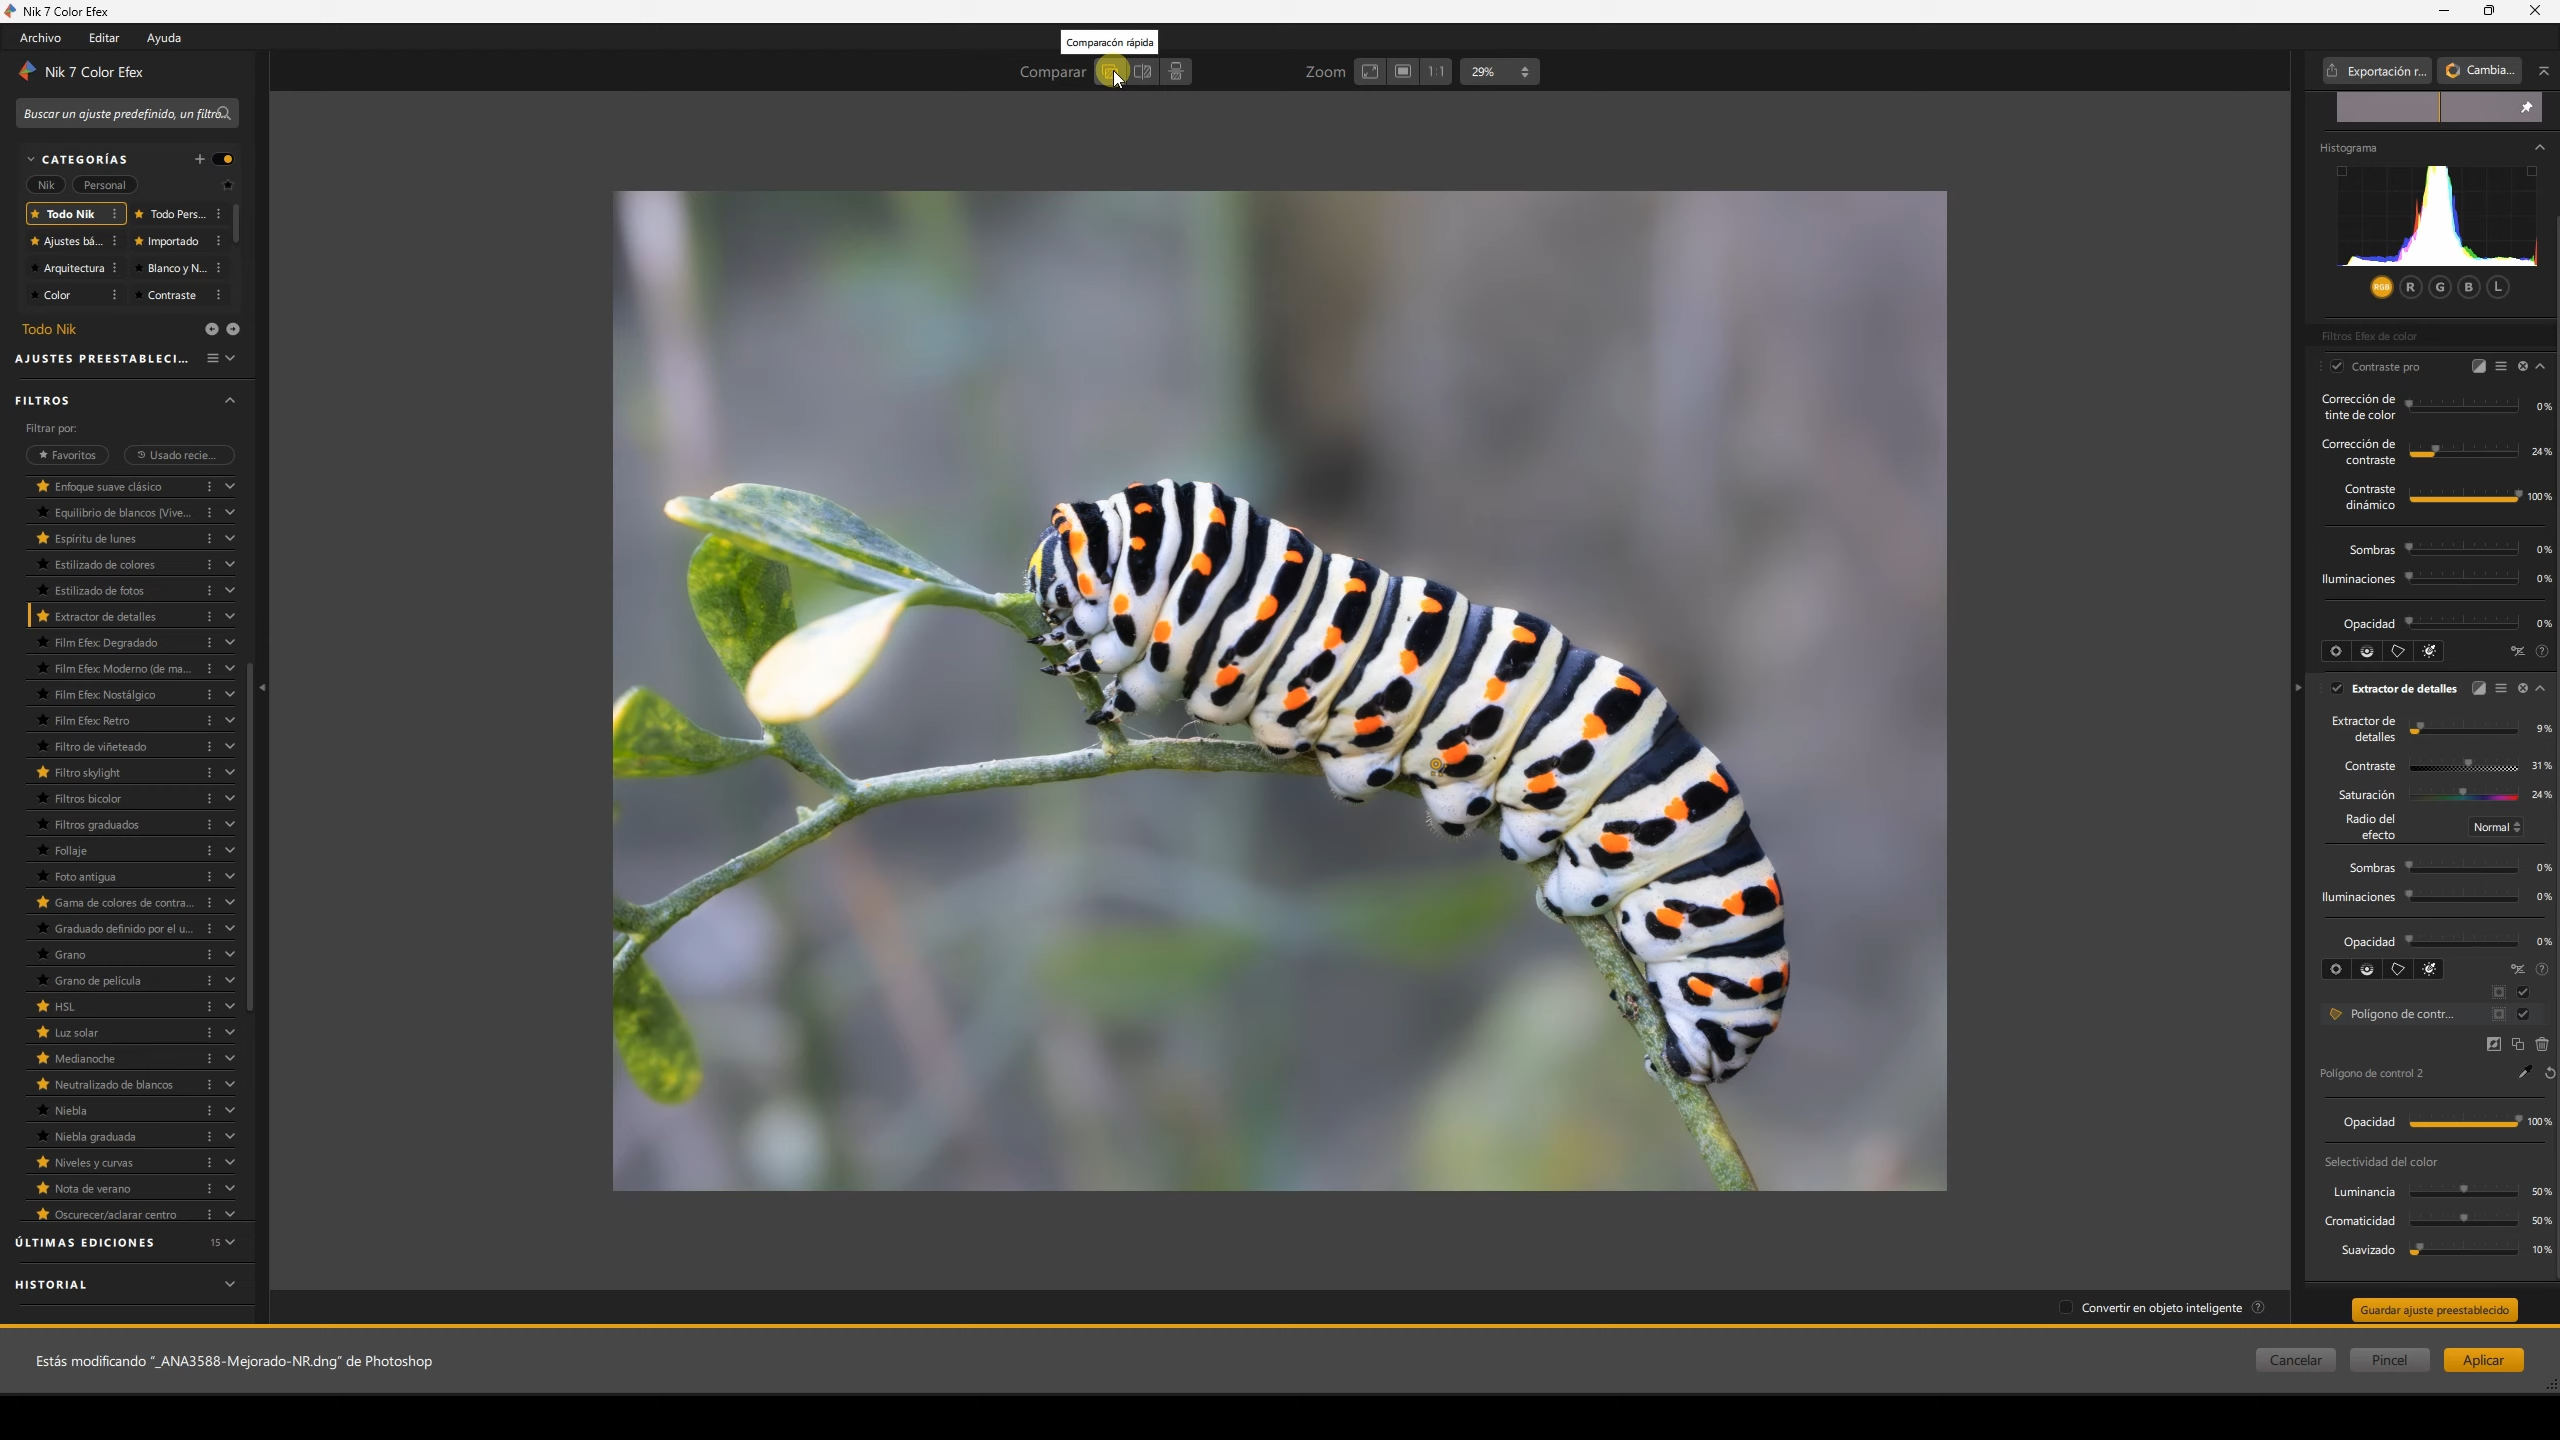 Nik 7 Color Efex
Archivo Editar Ayuda
Comparacón rápida
Nik 7 Color Efex
Comparar
Zoom 1:1 29%
Exportación r... Cambia...
Buscar un ajuste predefinido, un filtro...
CATEGORÍAS
Nik Personal
Todo Nik Todo Pers...
Ajustes bá... Importado
Arquitectura Blanco y N...
Color Contraste
Todo Nik
AJUSTES PREESTABLECI...
FILTROS
Filtrar por:
Favoritos Usado recie...
Enfoque suave clásico
Equilibrio de blancos [Vive...
Espíritu de lunes
Estilizado de colores
Estilizado de fotos
Extractor de detalles
Film Efex: Degradado
Film Efex: Moderno (de ma...
Film Efex: Nostálgico
Film Efex: Retro
Filtro de viñeteado
Filtro skylight
Filtros bicolor
Filtros graduados
Follaje
Foto antigua
Gama de colores de contra...
Graduado definido por el u...
Grano
Grano de película
HSL
Luz solar
Medianoche
Neutralizado de blancos
Niebla
Niebla graduada
Niveles y curvas
Nota de verano
Oscurecer/aclarar centro
ÚLTIMAS EDICIONES 15
HISTORIAL
Histograma
RGB R G B L
Filtros Efex de color
Contraste pro
Corrección de tinte de color 0%
Corrección de contraste 24%
Contraste dinámico 100%
Sombras 0%
Iluminaciones 0%
Opacidad 0%
Extractor de detalles
Extractor de detalles 9%
Contraste 31%
Saturación 24%
Radio del efecto Normal
Sombras 0%
Iluminaciones 0%
Opacidad 0%
Polígono de contr...
Polígono de control 2
Opacidad 100%
Selectividad del color
Luminancia 50%
Cromaticidad 50%
Suavizado 10%
Convertir en objeto inteligente
Guardar ajuste preestablecido
Estás modificando "_ANA3588-Mejorado-NR.dng" de Photoshop
Cancelar Pincel Aplicar